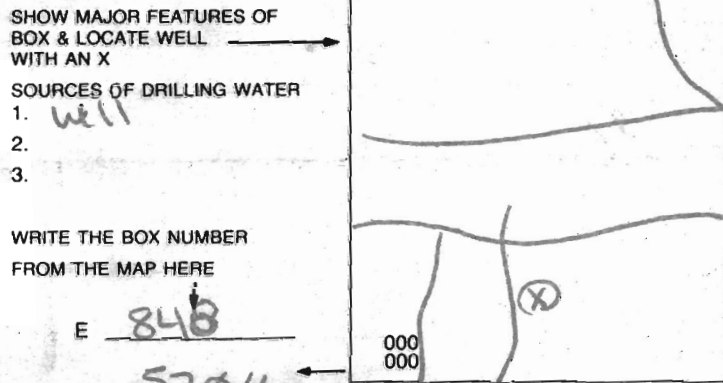 SHOW MAJOR FEATURES OF
BOX & LOCATE WELL
WITH AN X
SOURCES OF DRILLING WATER
1. well
2.
3.
WRITE THE BOX NUMBER
FROM THE MAP HERE
E 848
X
000
000